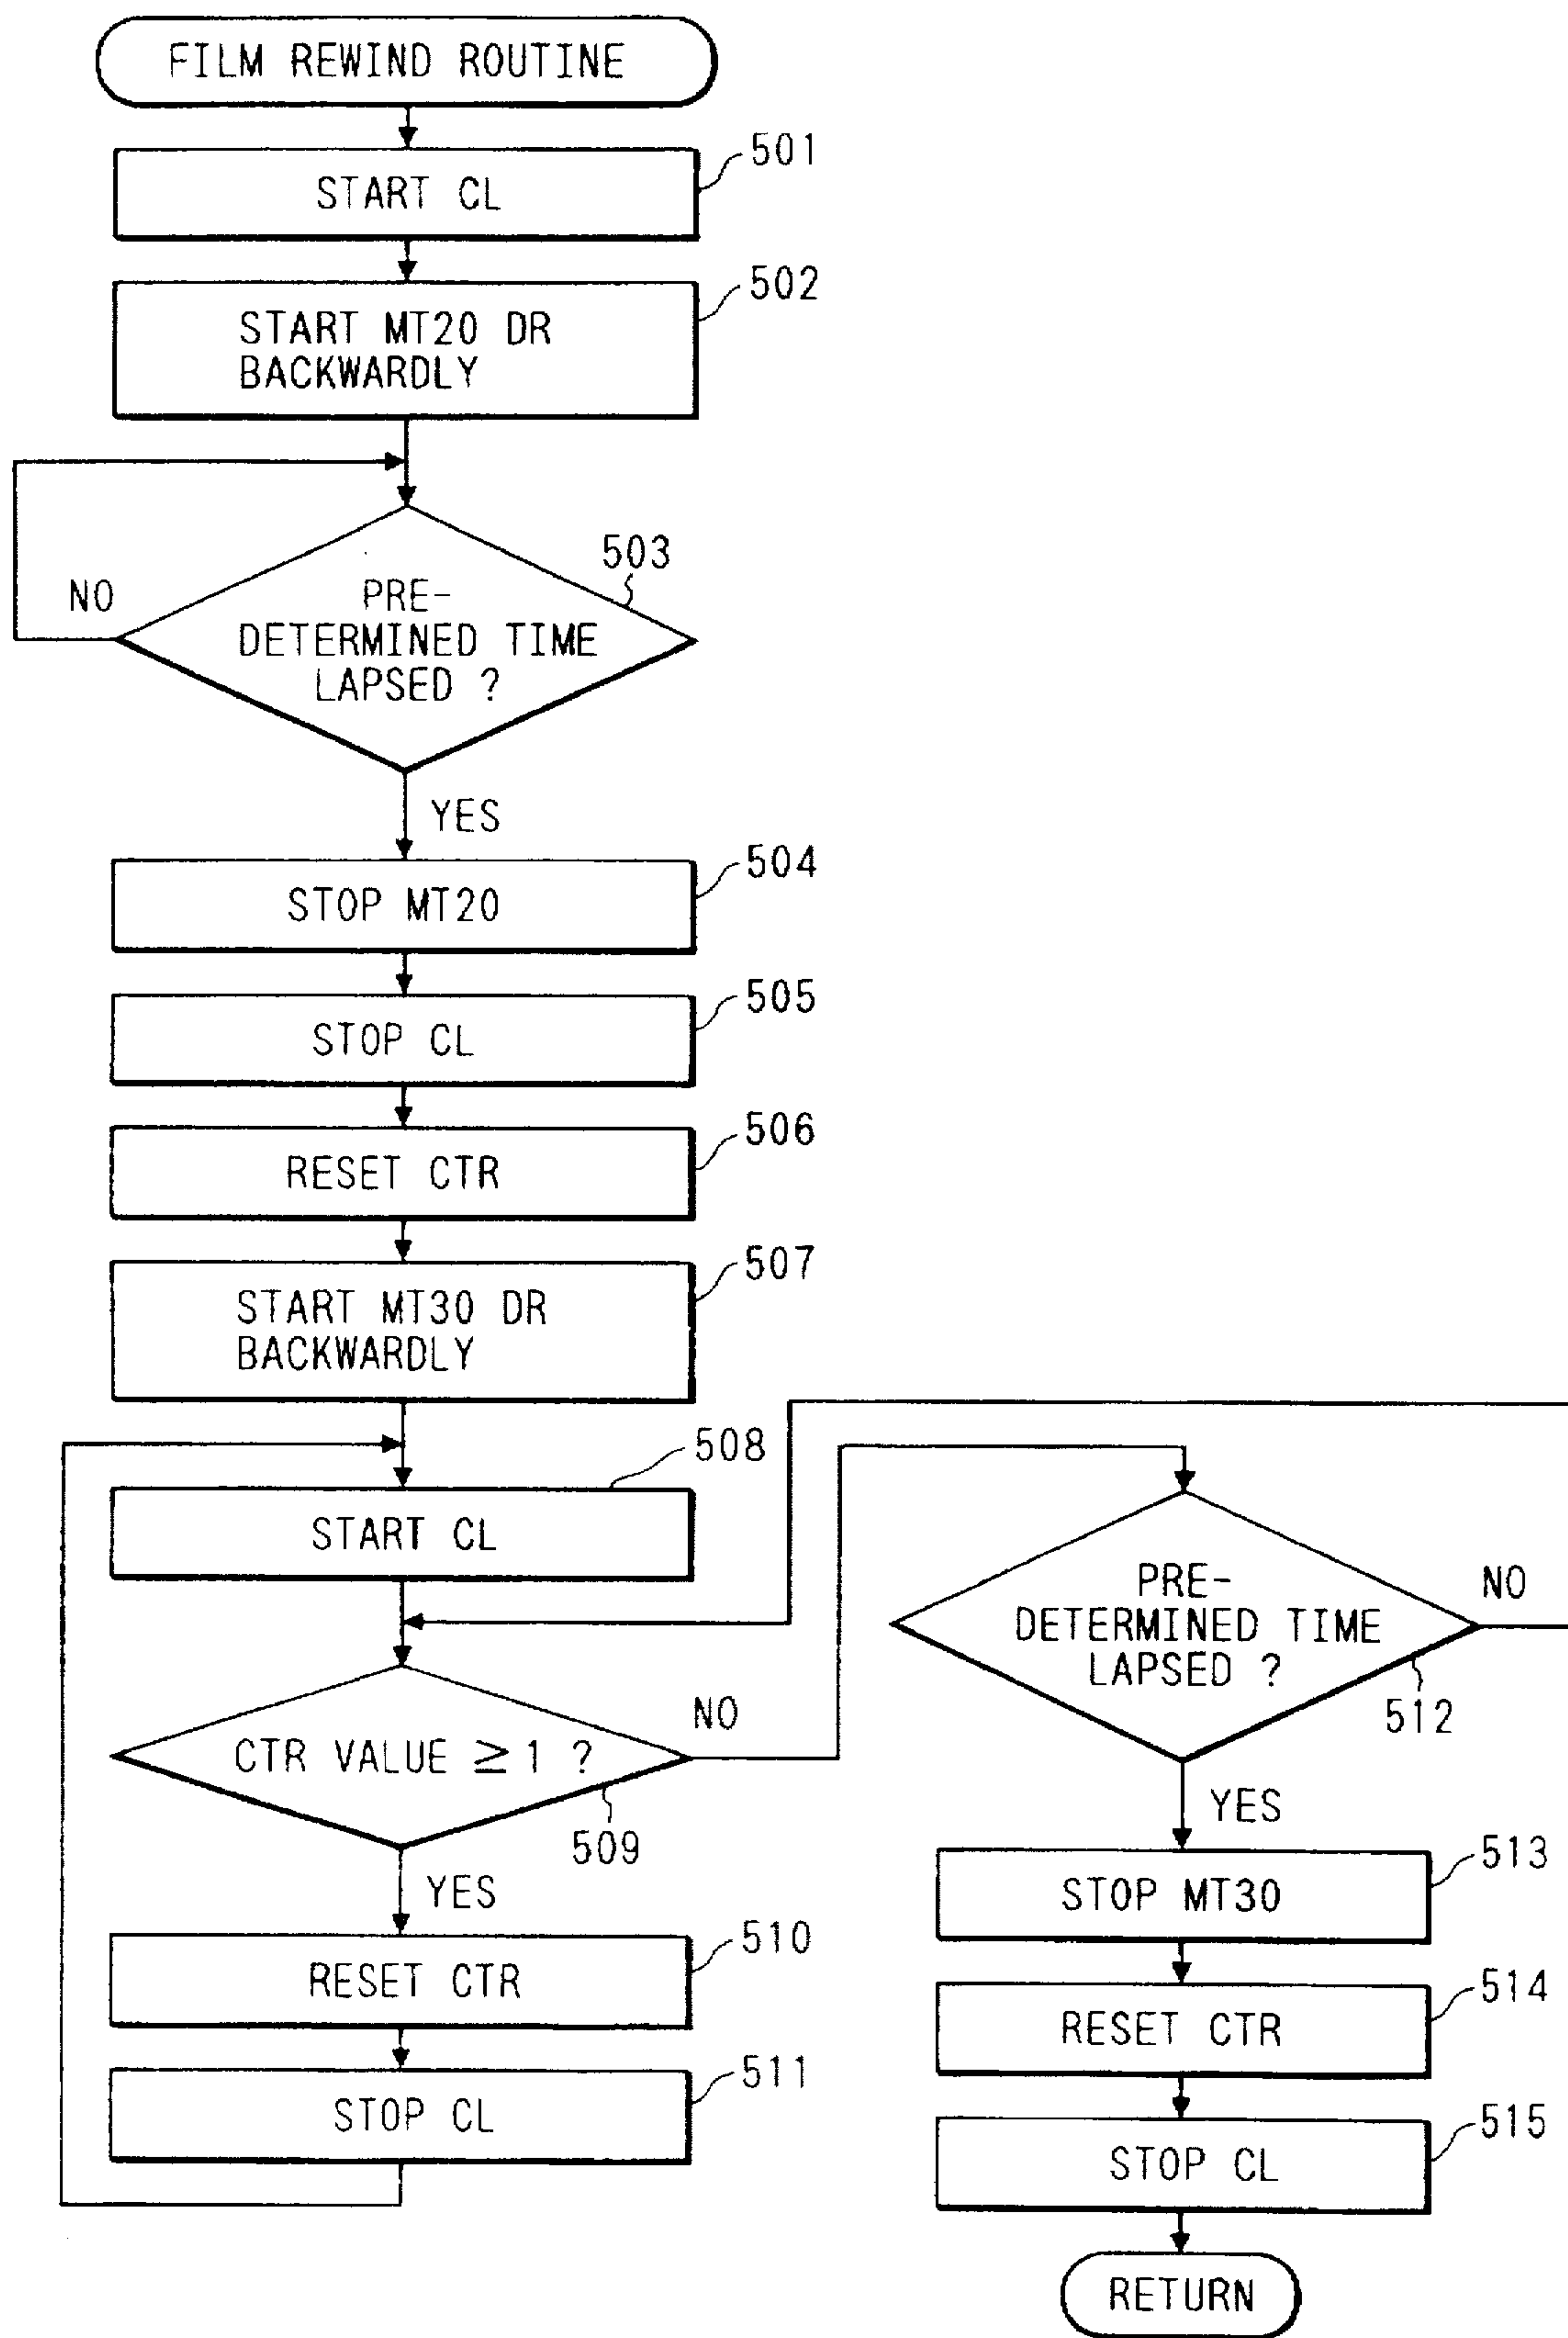 FILM REWIND ROUTINE
501
START CL
502
START MT20 DR
BACKWARDLY
503
NO
PRE-
DETERMINED TIME
LAPSED ?
YES
504
STOP MT20
505
STOP CL
506
RESET CTR
507
START MT30 DR
BACKWARDLY
508
START CL
CTR VALUE ≥ 1 ?
NO
509
YES
510
RESET CTR
511
STOP CL
PRE-
DETERMINED TIME
LAPSED ?
NO
512
YES
513
STOP MT30
514
RESET CTR
515
STOP CL
RETURN